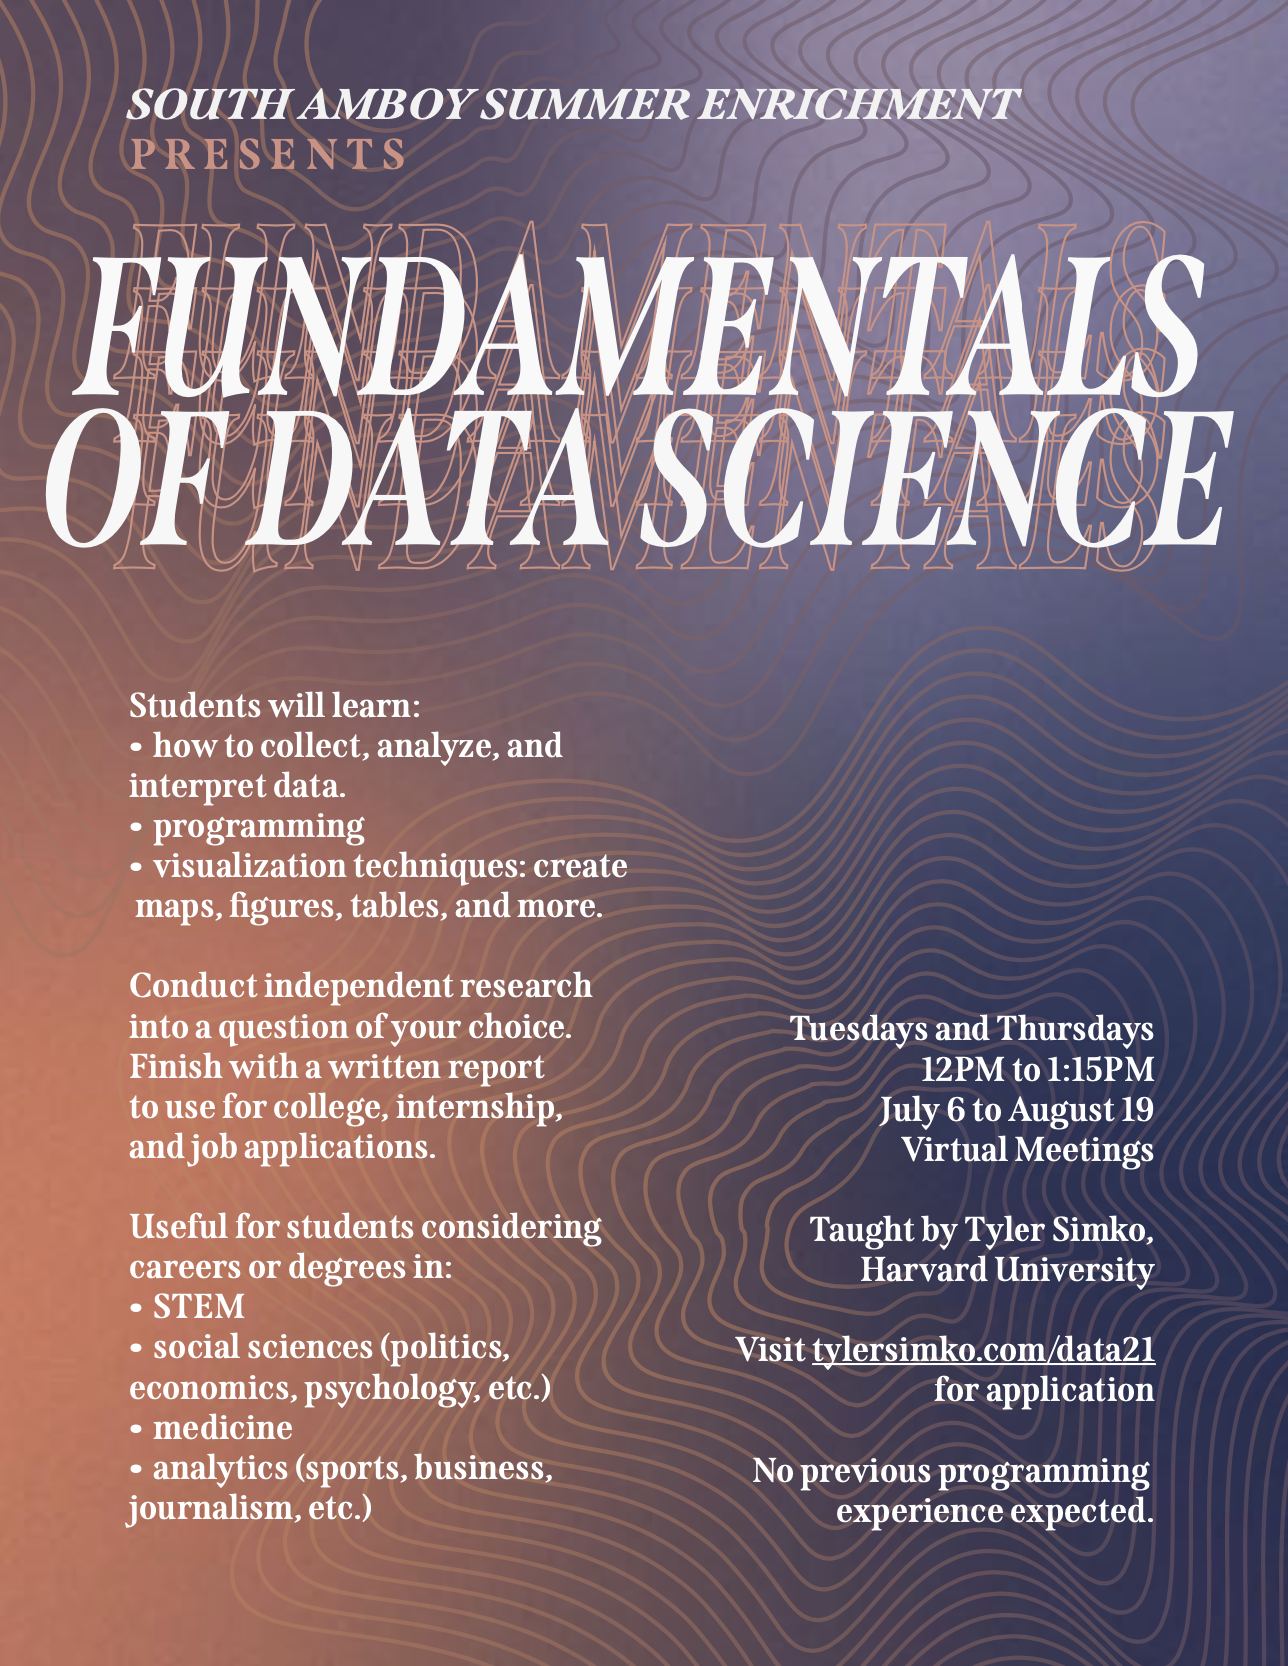 SOUTH AMBOY SUMMER ENRICHMENT
PRESENTS
FUNDAMENTALS
OF DATA SCIENCE
Students will learn:
• how to collect, analyze, and
interpret data.
• programming
• visualization techniques: create
maps, figures, tables, and more.
Conduct independent research
into a question of your choice.
Finish with a written report
to use for college, internship,
and job applications.
Useful for students considering
careers or degrees in:
• STEM
• social sciences (politics,
economics, psychology, etc.)
• medicine
• analytics (sports, business,
journalism, etc.)
Tuesdays and Thursdays
12PM to 1:15PM
July 6 to August 19
Virtual Meetings
Taught by Tyler Simko,
Harvard University
Visit tylersimko.com/data21
for application
No previous programming
experience expected.